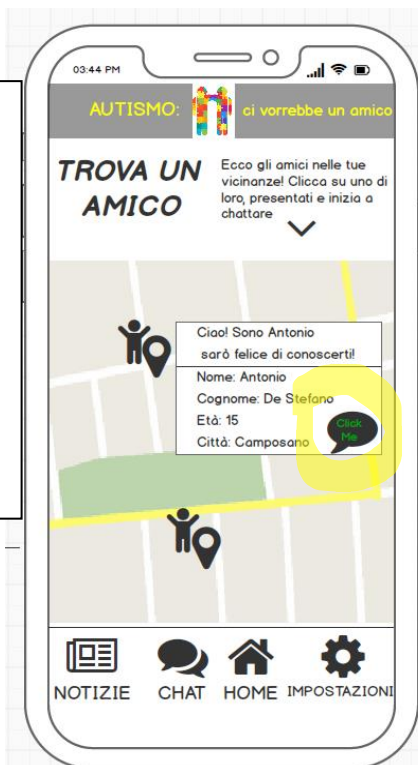 03:44 PM
AUTISMO: ci vorrebbe un amico
TROVA UN
AMICO
Ecco gli amici nelle tue
vicinanze! Clicca su uno di
loro, presentati e inizia a
chattare
Ciao! Sono Antonio
sarò felice di conoscerti!
Nome: Antonio
Cognome: De Stefano
Età: 15
Città: Camposano
Click
Me
NOTIZIE CHAT HOME IMPOSTAZIONI